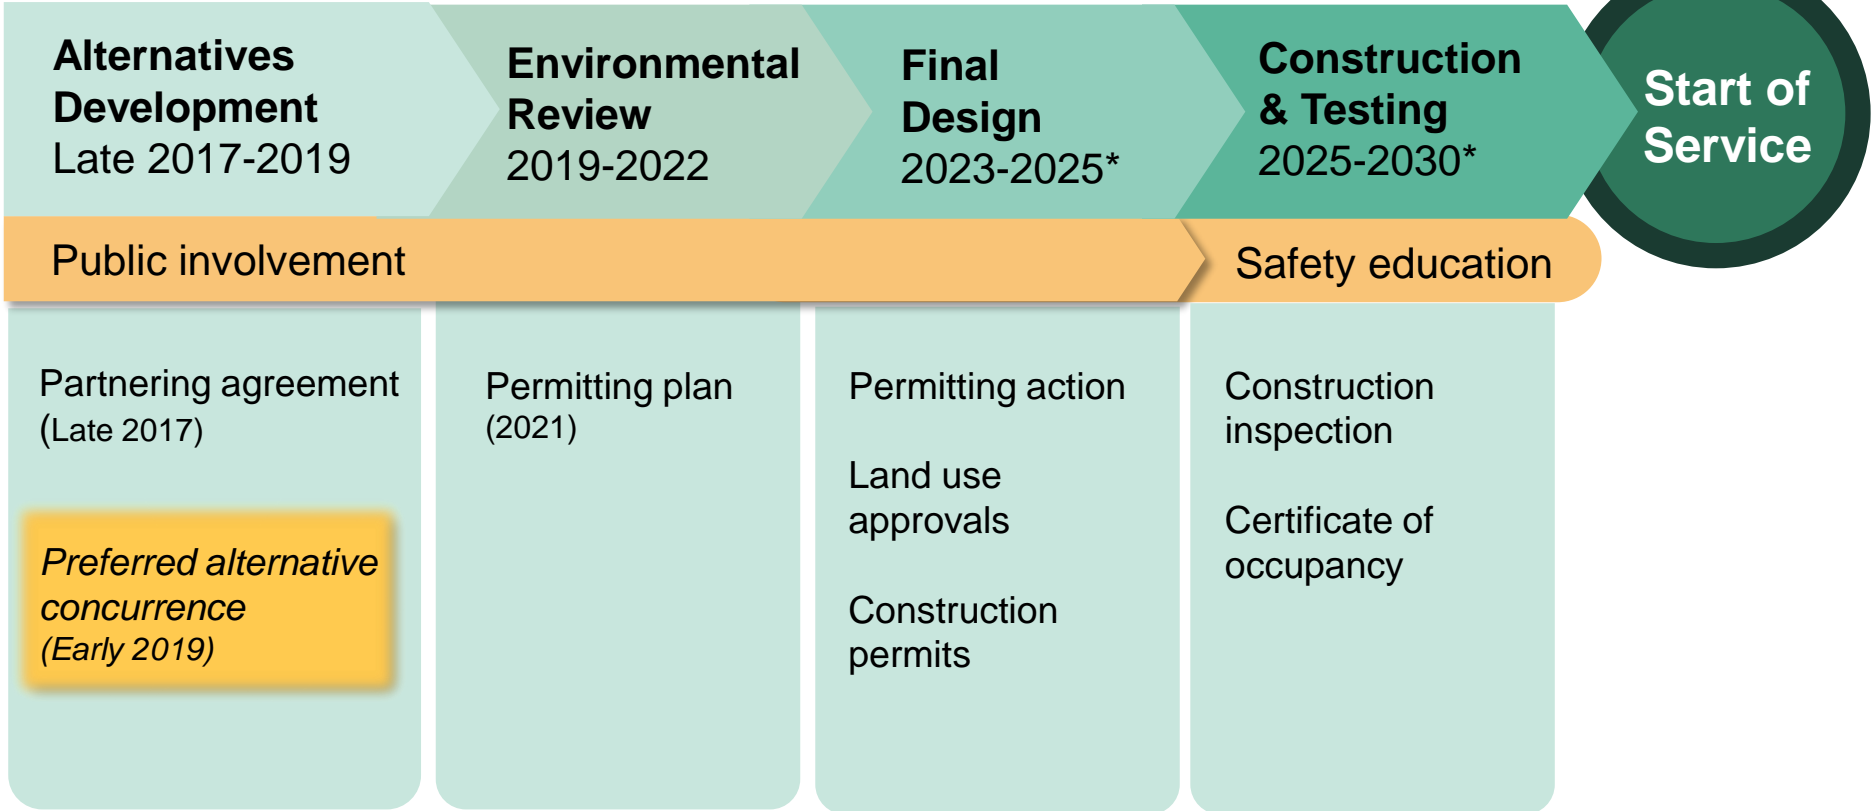 Alternatives
Development
Late 2017-2019
Environmental
Review
2019-2022
Final
Design
2023-2025*
Construction
& Testing
2025-2030*
Start of
Service
Public involvement
Safety education
Partnering agreement
(Late 2017)
Preferred alternative
concurrence
(Early 2019)
Permitting plan
(2021)
Permitting action
Land use
approvals
Construction
permits
Construction
inspection
Certificate of
occupancy